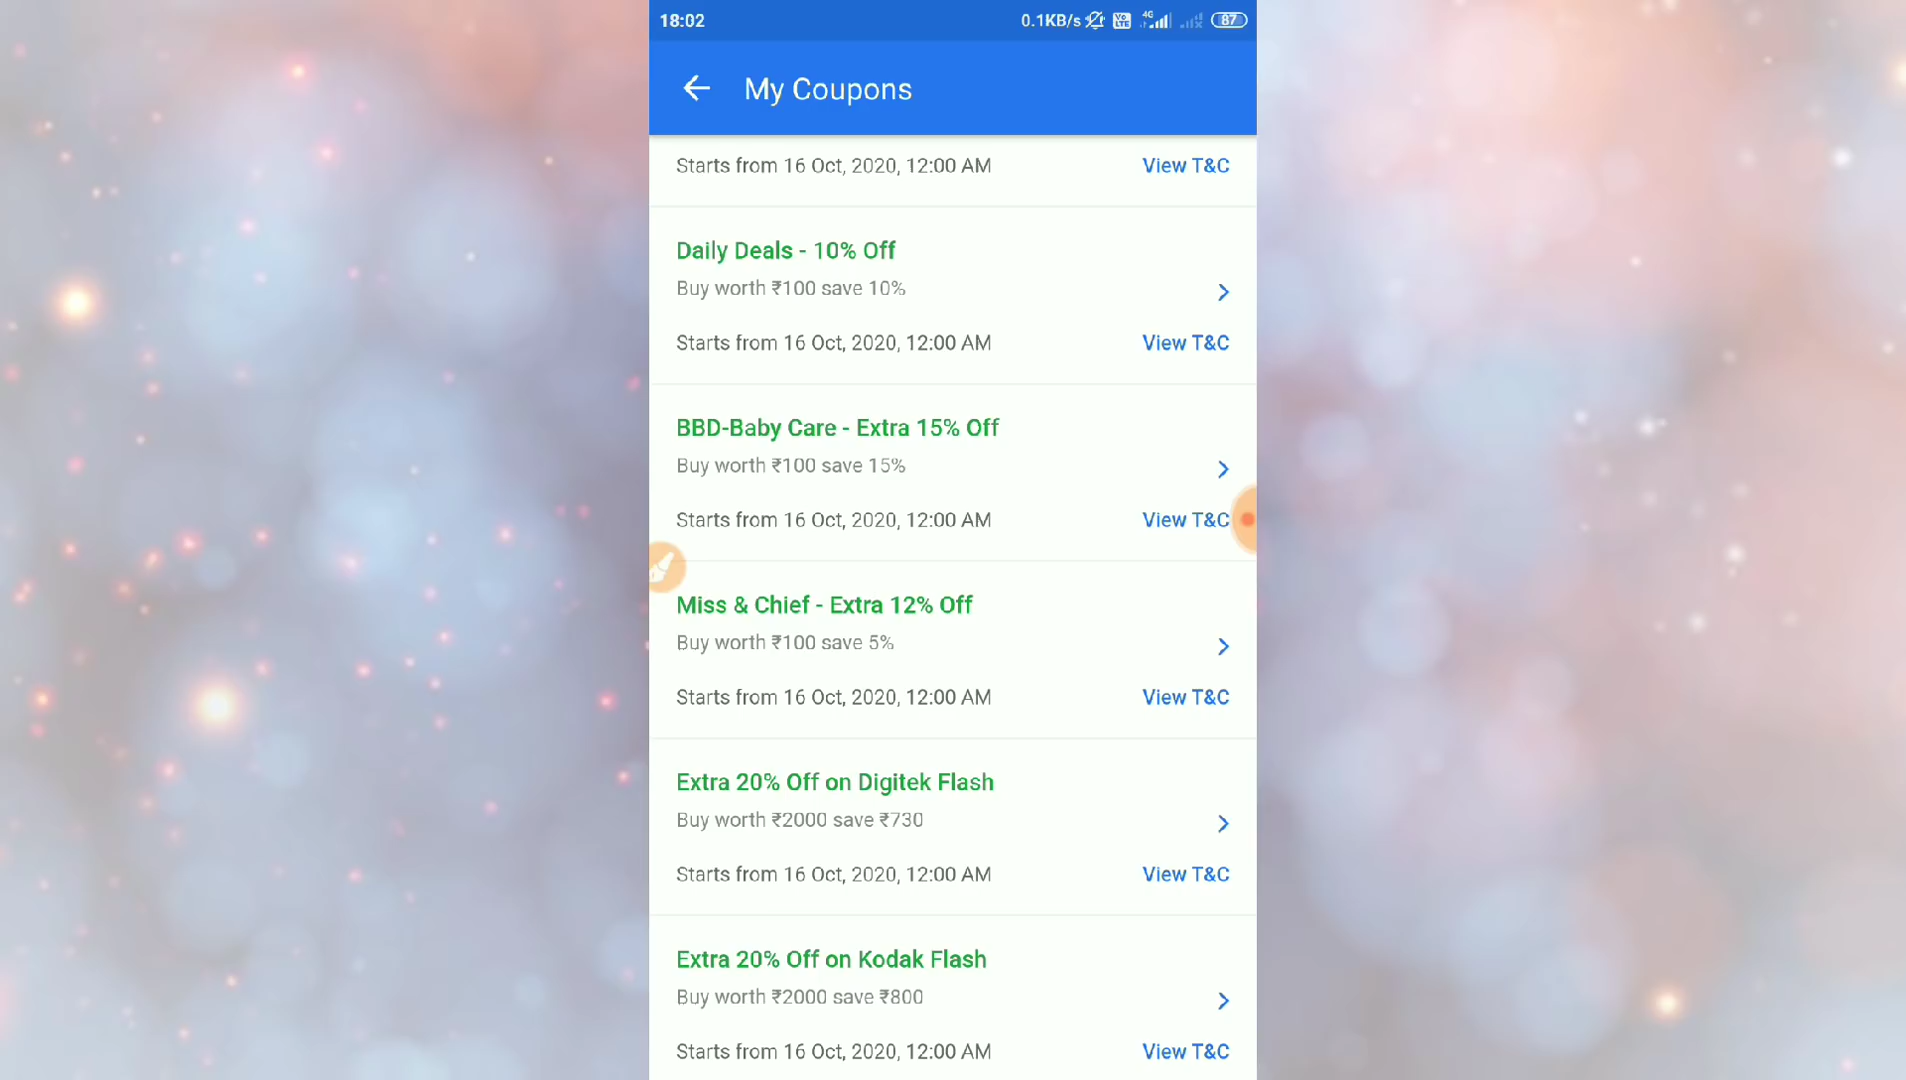 18:02
0.1KB/s VO LTE 4G 87
My Coupons
Starts from 16 Oct, 2020, 12:00 AM View T&C
Daily Deals - 10% Off
Buy worth ₹100 save 10%
Starts from 16 Oct, 2020, 12:00 AM View T&C
BBD-Baby Care - Extra 15% Off
Buy worth ₹100 save 15%
Starts from 16 Oct, 2020, 12:00 AM View T&C
Miss & Chief - Extra 12% Off
Buy worth ₹100 save 5%
Starts from 16 Oct, 2020, 12:00 AM View T&C
Extra 20% Off on Digitek Flash
Buy worth ₹2000 save ₹730
Starts from 16 Oct, 2020, 12:00 AM View T&C
Extra 20% Off on Kodak Flash
Buy worth ₹2000 save ₹800
Starts from 16 Oct, 2020, 12:00 AM View T&C